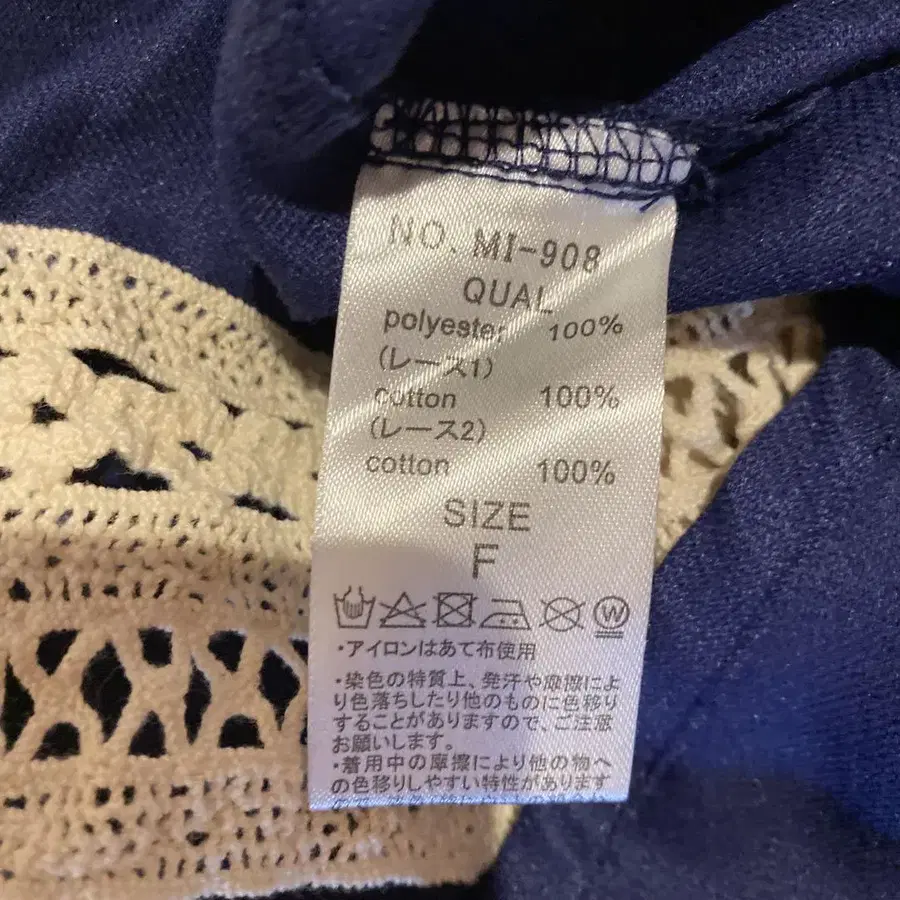 NO. MI-908
QUAL
polyester 100%
(レース1)
cotton 100%
(レース2)
cotton 100%
SIZE
F
W
・アイロンはあて布使用
・染色の特質上、発汗や摩擦によ
り色落ちしたり他のものに色移り
することがありますので、ご注意
お願いします。
・着用中の摩擦により他の物へ
の色移りしやすい特性があります